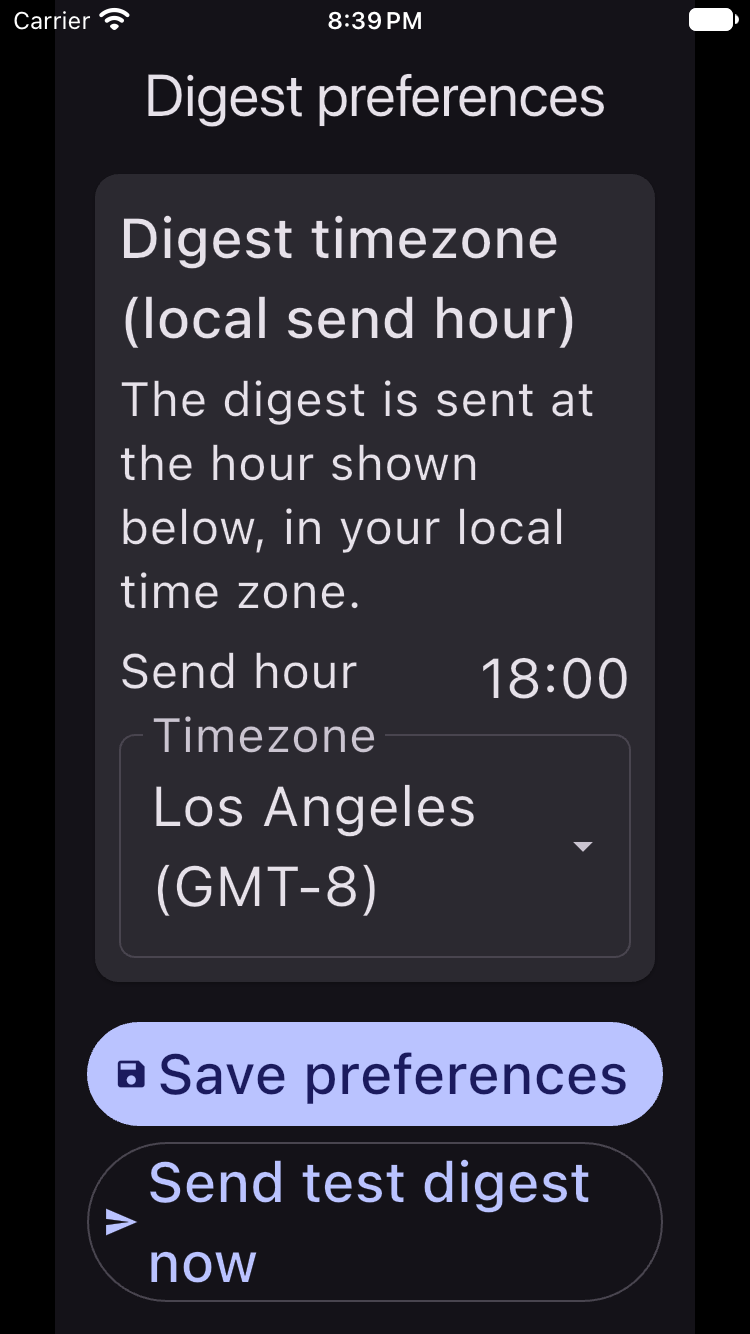 Carrier 8:39 PM
Digest preferences
Digest timezone
(local send hour)
The digest is sent at
the hour shown
below, in your local
time zone.
Send hour 18:00
Timezone
Los Angeles
(GMT-8)
Save preferences
Send test digest
now